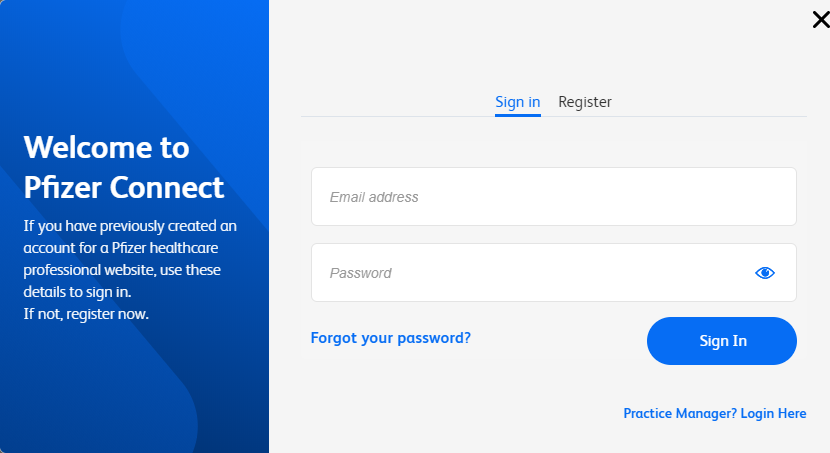 Welcome to
Pfizer Connect
If you have previously created an
account for a Pfizer healthcare
professional website, use these
details to sign in.
If not, register now.
Sign in Register
Email address
Password
Forgot your password?
Sign In
Practice Manager? Login Here